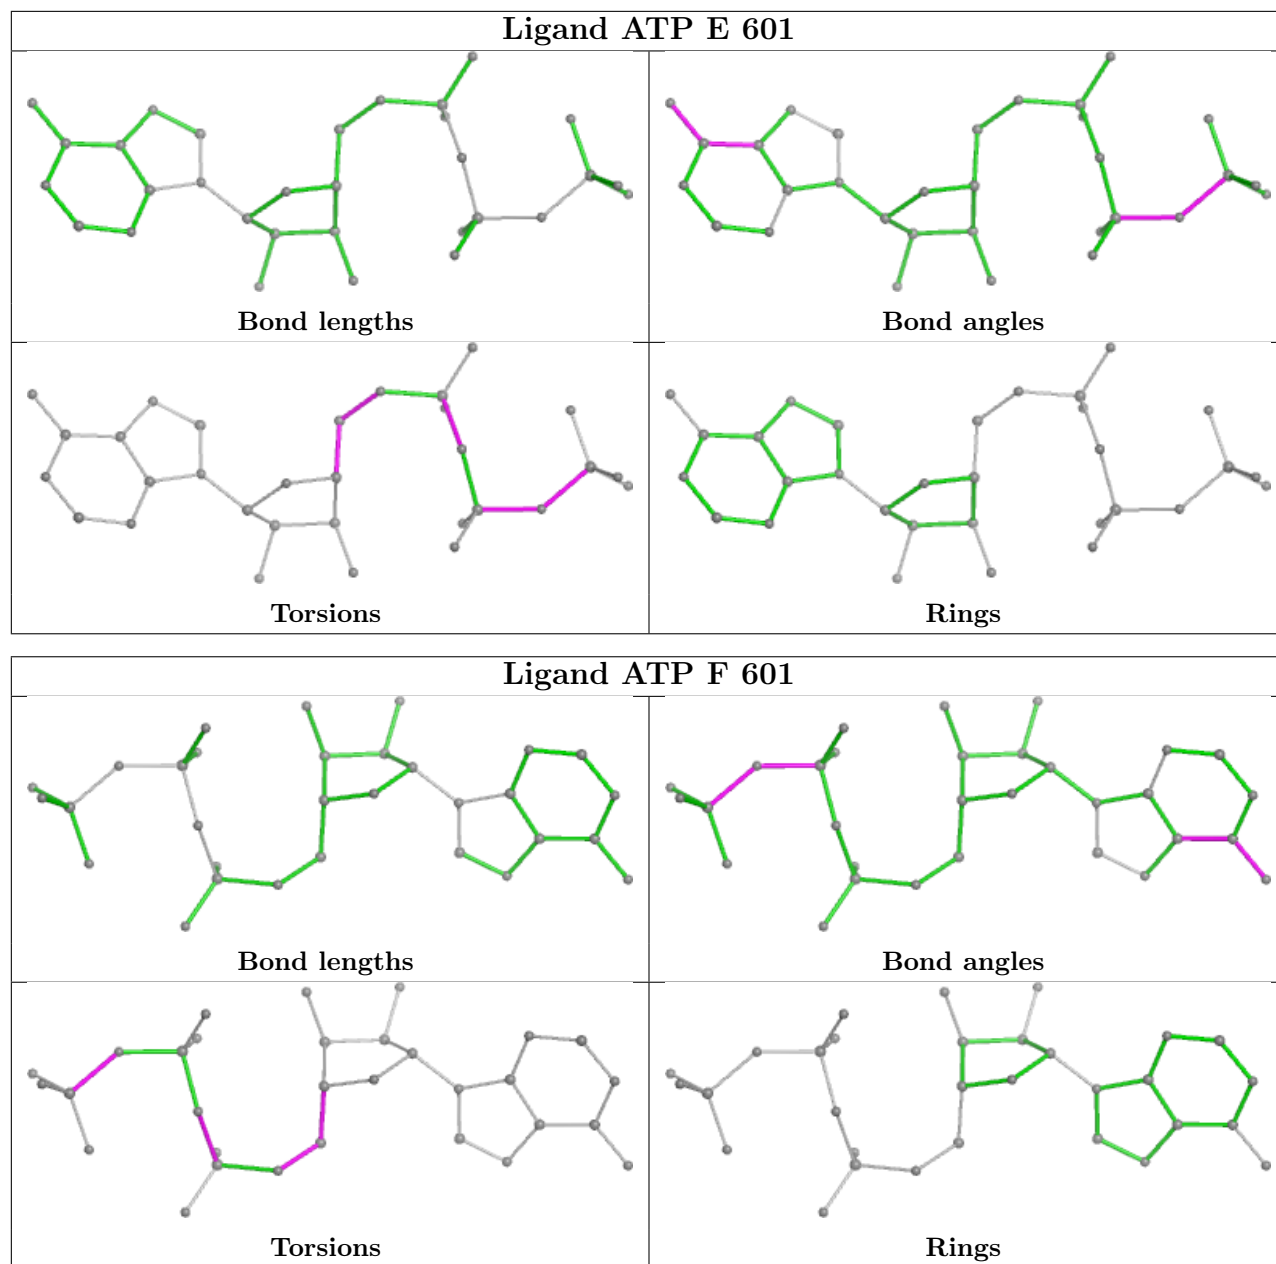 Ligand ATP E 601
Bond lengths
Bond angles
Torsions
Rings
Ligand ATP F 601
Bond lengths
Bond angles
Torsions
Rings